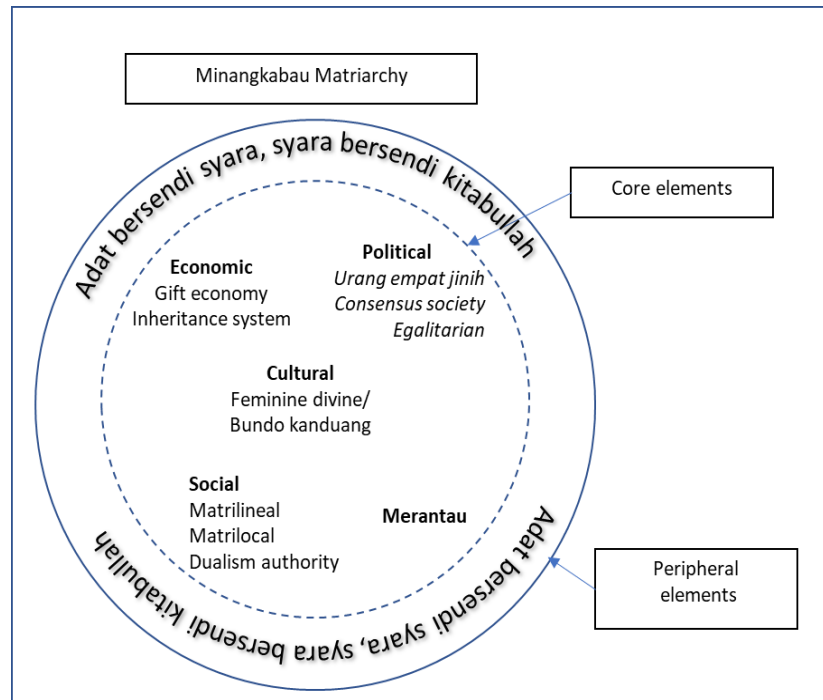 Minangkabau Matriarchy
Adat bersendi syara, syara bersendi kitabullah
Core elements
Economic
Gift economy
Inheritance system
Political
Urang empat jinih
Consensus society
Egalitarian
Cultural
Feminine divine/
Bundo kanduang
Social
Matrilineal
Matrilocal
Dualism authority
Merantau
Adat bersendi syara, syara bersendi kitabullah
Peripheral
elements